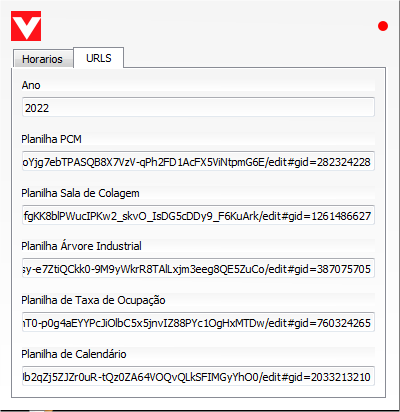 Horarios URLS
Ano
2022
Planilha PCM
oYjg7ebTPASQB8X7VzV-qPh2FD1AcFX5ViNtpmG6E/edit#gid=282324228
Planilha Sala de Colagem
fgKK8blPWucIPKw2_skvO_IsDG5cDDy9_F6KuArk/edit#gid=1261486627
Planilha Árvore Industrial
sy-e7ZtiQCkk0-9M9yWkrR8TAlLxjm3eeg8QE5ZuCo/edit#gid=387075705
Planilha de Taxa de Ocupação
nT0-p0g4aEYYPcJiOlbC5x5jnvIZ88PYc1OgHxMTDw/edit#gid=760324265
Planilha de Calendário
Jb2qZj5ZJZr0uR-tQz0ZA64VOQvQLkSFIMGyYhO0/edit#gid=2033213210